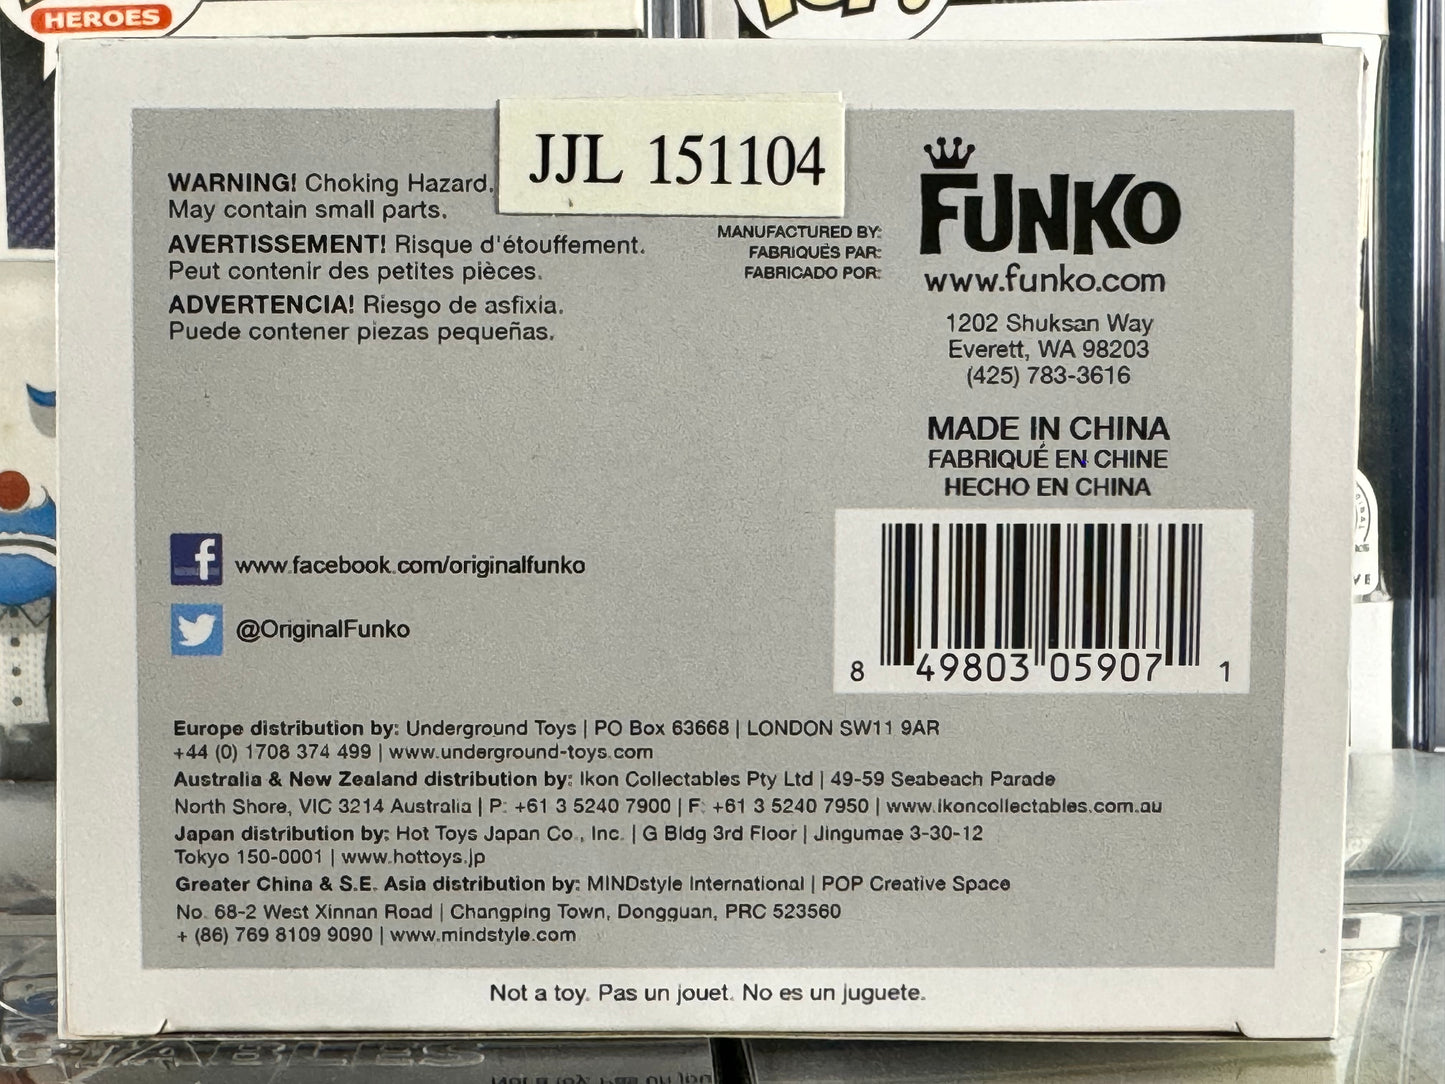 HEROES
JJL 151104
WARNING! Choking Hazard.
May contain small parts.
AVERTISSEMENT! Risque d'étouffement.
Peut contenir des petites pièces.
ADVERTENCIA! Riesgo de asfixia.
Puede contener piezas pequeñas.
MANUFACTURED BY:
FABRIQUÉS PAR:
FABRICADO POR:
FUNKO
www.funko.com
1202 Shuksan Way
Everett, WA 98203
(425) 783-3616
MADE IN CHINA
FABRIQUÉ EN CHINE
HECHO EN CHINA
www.facebook.com/originalfunko
@OriginalFunko
8 49803 05907 1
Europe distribution by: Underground Toys | PO Box 63668 | LONDON SW11 9AR
+44 (0) 1708 374 499 | www.underground-toys.com
Australia & New Zealand distribution by: Ikon Collectables Pty Ltd | 49-59 Seabeach Parade
North Shore, VIC 3214 Australia | P: +61 3 5240 7900 | F: +61 3 5240 7950 | www.ikoncollectables.com.au
Japan distribution by: Hot Toys Japan Co., Inc. | G Bldg 3rd Floor | Jingumae 3-30-12
Tokyo 150-0001 | www.hottoys.jp
Greater China & S.E. Asia distribution by: MINDstyle International | POP Creative Space
No. 68-2 West Xinnan Road | Changping Town, Dongguan, PRC 523560
+ (86) 769 8109 9090 | www.mindstyle.com
Not a toy. Pas un jouet. No es un juguete.